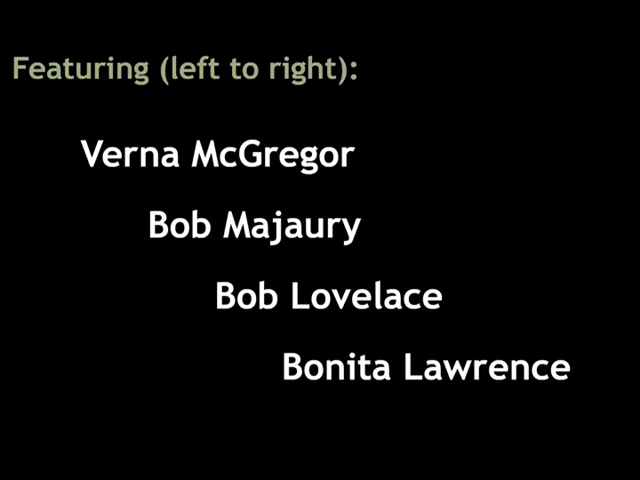 Featuring (left to right):
Verna McGregor
Bob Majaury
Bob Lovelace
Bonita Lawrence